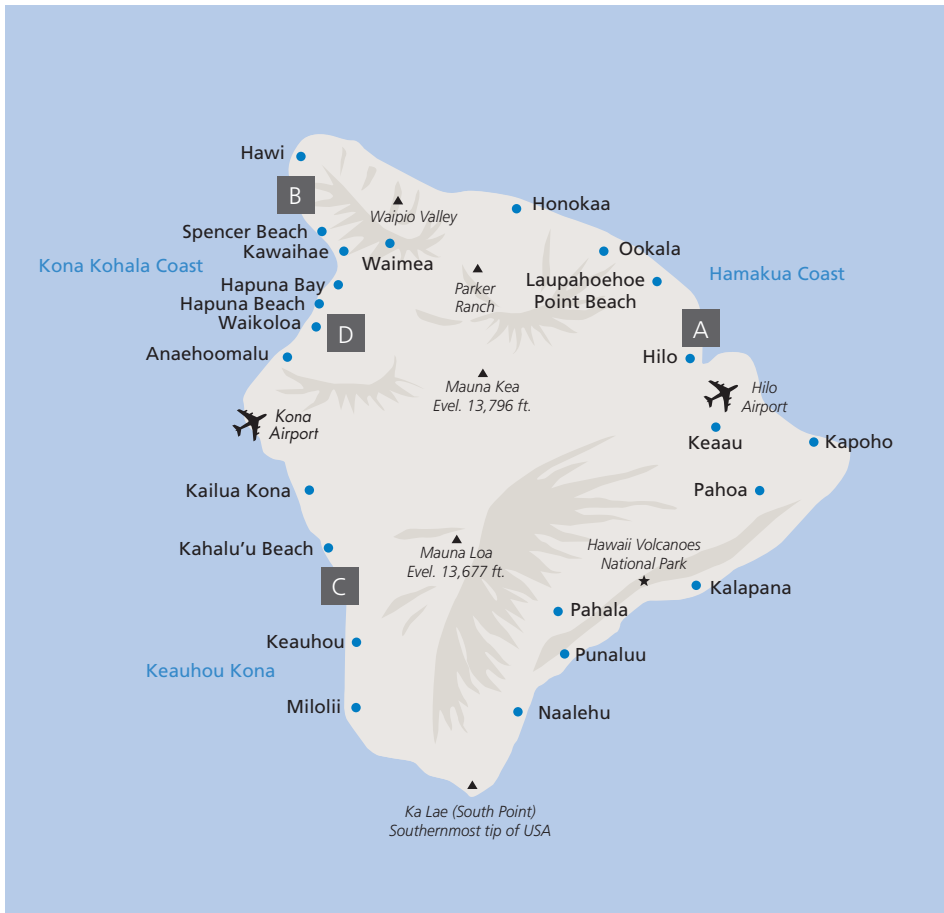 Hawi
B
Waipio Valley
Honokaa
Spencer Beach
Kawaihae
Waimea
Ookala
Kona Kohala Coast
Hamakua Coast
Hapuna Bay
Parker
Ranch
Laupahoehoe
Point Beach
Hapuna Beach
Waikoloa
D
A
Anaehoomalu
Hilo
Mauna Kea
Evel. 13,796 ft.
Hilo
Airport
Kona
Airport
Keaau
Kapoho
Kailua Kona
Pahoa
Kahalu'u Beach
Mauna Loa
Evel. 13,677 ft.
Hawaii Volcanoes
National Park
C
Kalapana
Pahala
Keauhou
Punaluu
Keauhou Kona
Milolii
Naalehu
Ka Lae (South Point)
Southernmost tip of USA